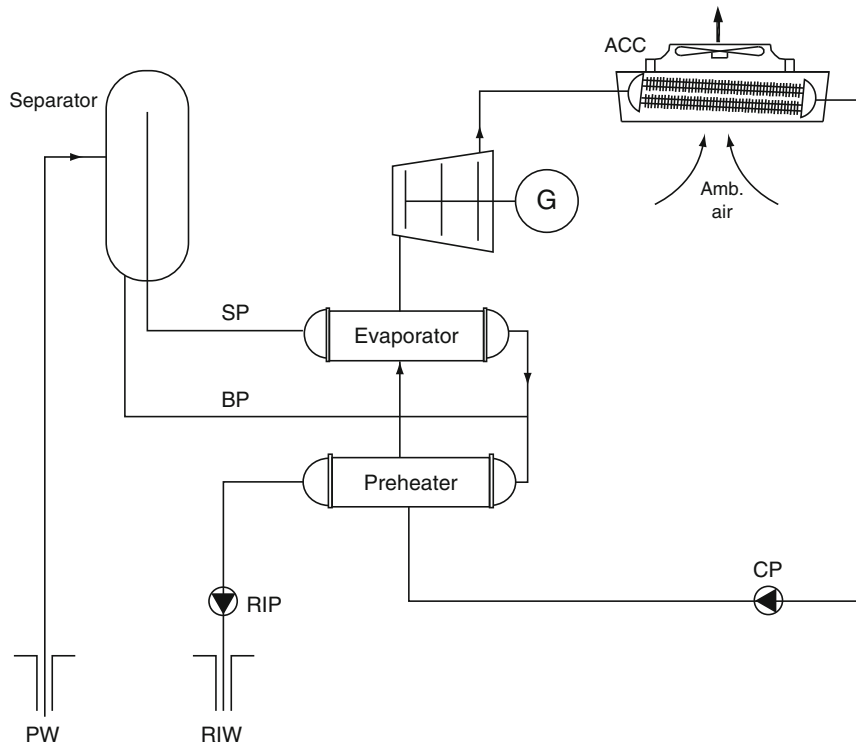 ACC
Separator
Amb.
air
G
SP
Evaporator
BP
Preheater
CP
RIP
PW
RIW